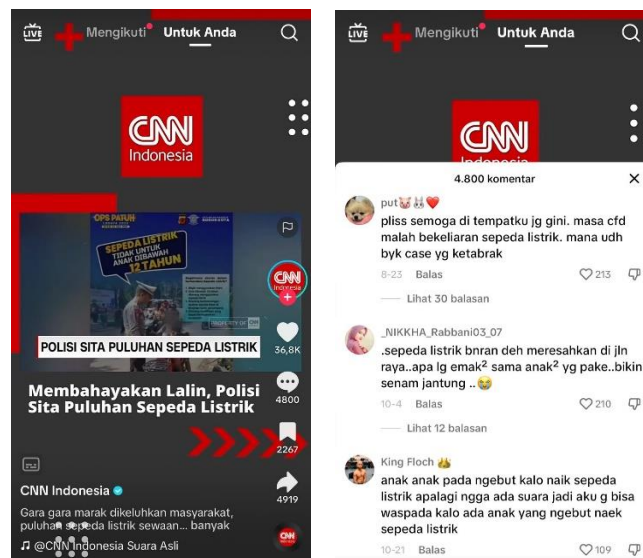 LIVE
Mengikuti
Untuk Anda
CNN
Indonesia
OPS PATUH
SEPEDA LISTRIK
TIDAK UNTUK
ANAK DIBAWAH
12 TAHUN
PROPERTY OF
CNN
POLISI SITA PULUHAN SEPEDA LISTRIK
36,8K
Membahayakan Lalin, Polisi
Sita Puluhan Sepeda Listrik
4800
2267
4919
CNN Indonesia
Gara gara marak dikeluhkan masyarakat,
puluhan sepeda listrik sewaan... banyak
@CNN Indonesia Suara Asli
CNN
LIVE
Mengikuti
Untuk Anda
CNN
Indonesia
4.800 komentar
put
pliss semoga di tempatku jg gini. masa cfd
malah bekeliaran sepeda listrik. mana udh
byk case yg ketabrak
8-23 Balas 213
Lihat 30 balasan
_NIKKHA_Rabbani03_07
.sepeda listrik bnran deh meresahkan di jln
raya..apa lg emak² sama anak² yg pake..bikin
senam jantung ..😭
10-4 Balas 210
Lihat 12 balasan
King Floch
anak anak pada ngebut kalo naik sepeda
listrik apalagi ngga ada suara jadi aku g bisa
waspada kalo ada anak yang ngebut naek
sepeda listrik
10-21 Balas 109